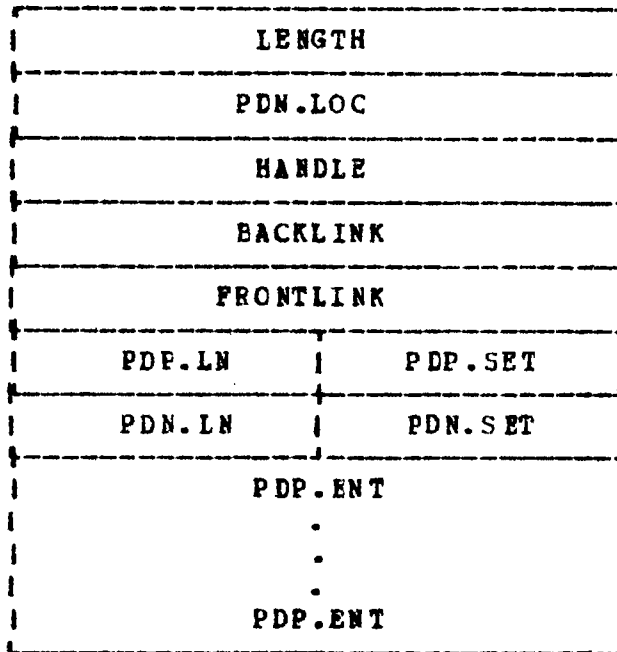 LENGTH
PDN.LOC
HANDLE
BACKLINK
FRONTLINK
PDP.LN PDP.SET
PDN.LN PDN.SET
PDP.ENT
.
.
.
PDP.ENT